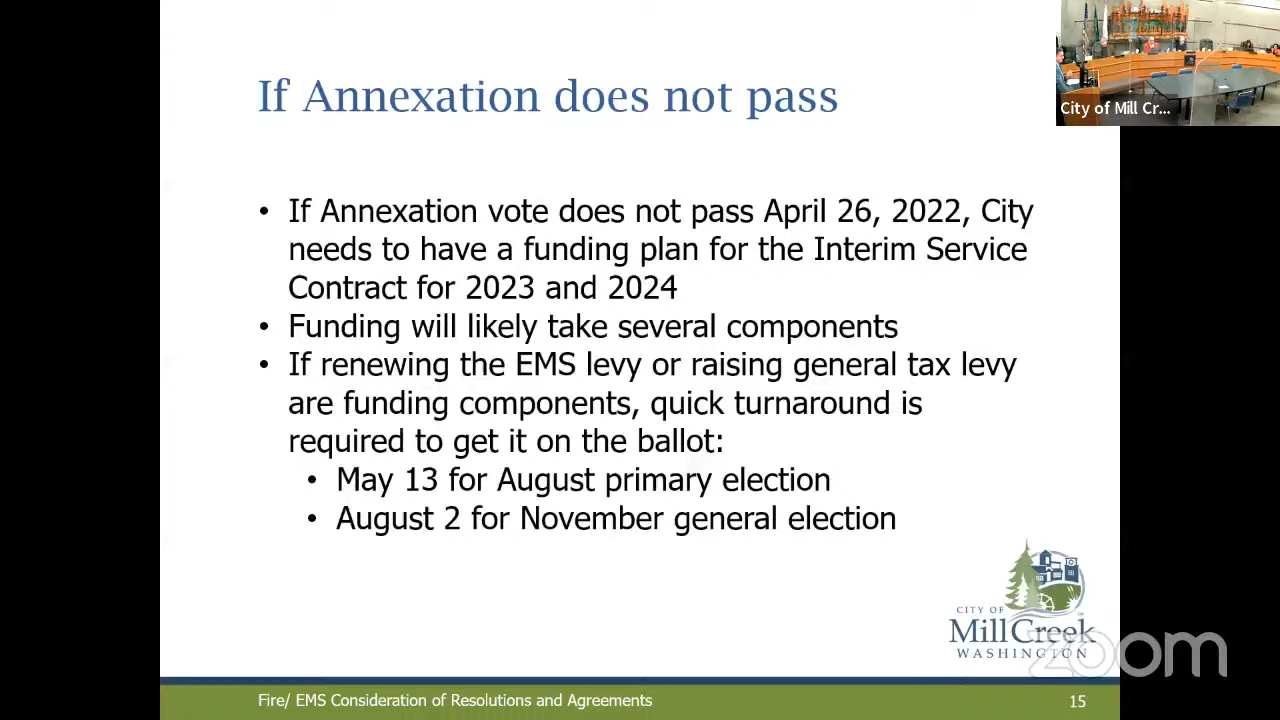 If Annexation does not pass
City of Mill Cr...
• If Annexation vote does not pass April 26, 2022, City
needs to have a funding plan for the Interim Service
Contract for 2023 and 2024
• Funding will likely take several components
• If renewing the EMS levy or raising general tax levy
are funding components, quick turnaround is
required to get it on the ballot:
• May 13 for August primary election
• August 2 for November general election
CITY OF
Mill Creek
WASHINGTON
zoom
Fire/ EMS Consideration of Resolutions and Agreements
15